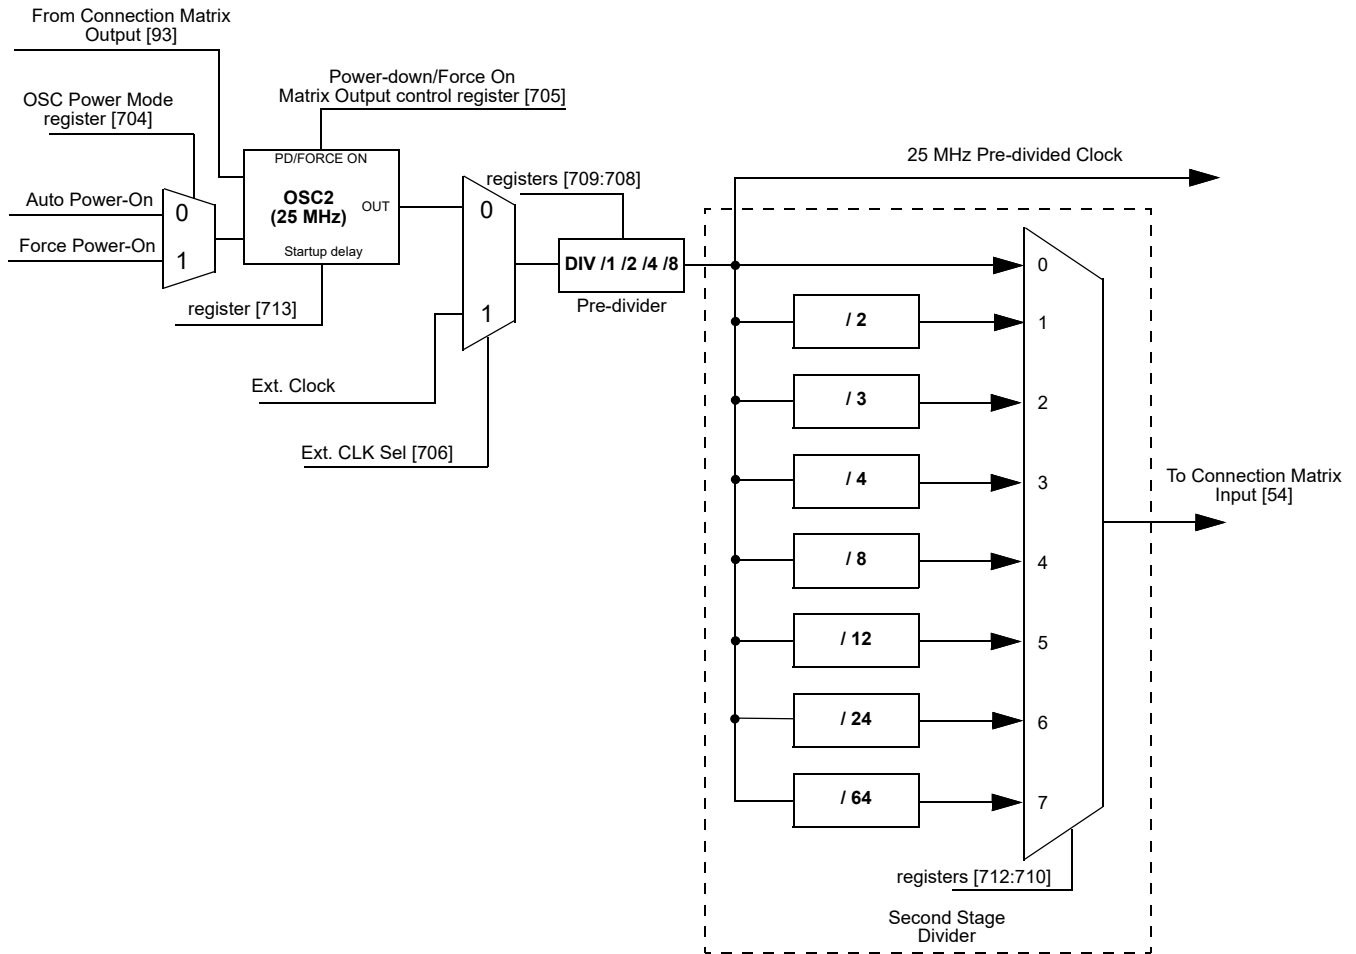 From Connection Matrix
Output [93]
Power-down/Force On
Matrix Output control register [705]
OSC Power Mode
register [704]
PD/FORCE ON
OSC2
(25 MHz)
OUT
Startup delay
Auto Power-On
0
Force Power-On
1
register [713]
registers [709:708]
0
1
DIV /1 /2 /4 /8
Pre-divider
Ext. Clock
Ext. CLK Sel [706]
25 MHz Pre-divided Clock
0
/ 2
1
/ 3
2
/ 4
3
/ 8
4
/ 12
5
/ 24
6
/ 64
7
To Connection Matrix
Input [54]
registers [712:710]
Second Stage
Divider